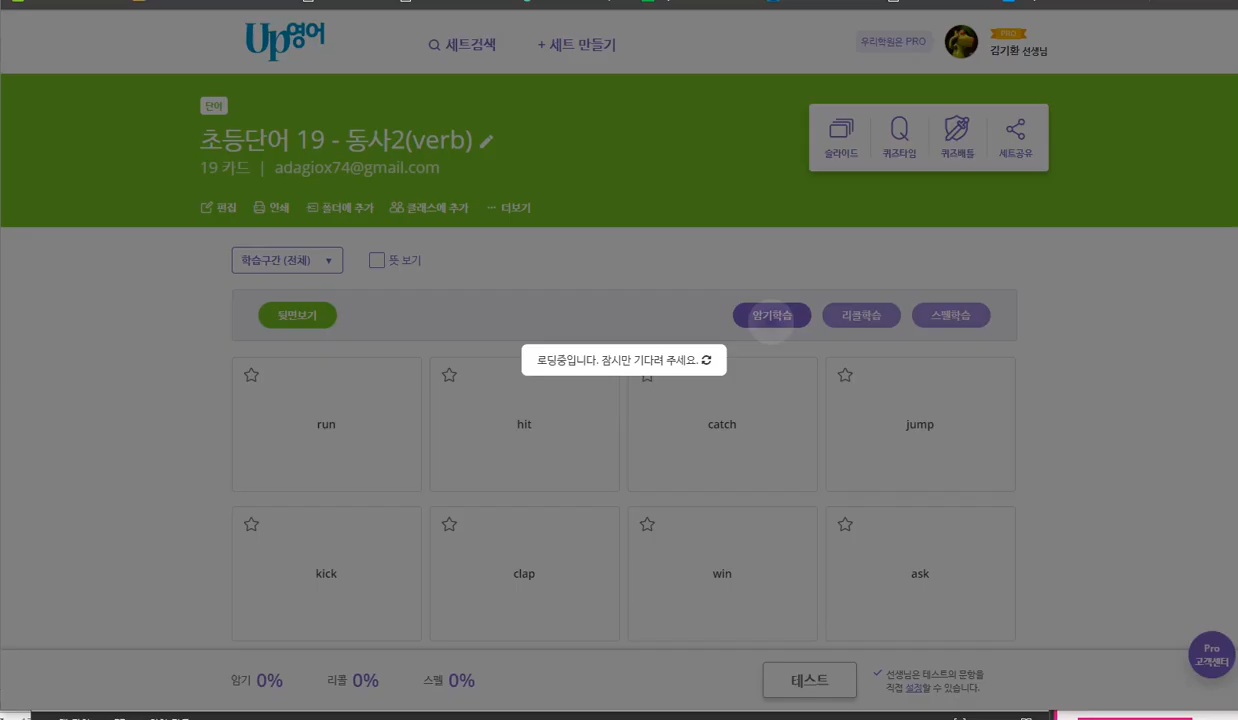 Up영어
세트검색
+ 세트 만들기
우리학원은 PRO
PRO
김기환 선생님
단어
초등단어 19 - 동사2(verb)
19 카드 | adagiox74@gmail.com
슬라이드
퀴즈타임
퀴즈배틀
세트공유
편집
인쇄
폴더에 추가
클래스에 추가
··· 더보기
학습구간 (전체) ▼
뜻 보기
뒷면보기
암기학습
리콜학습
스펠학습
로딩중입니다. 잠시만 기다려 주세요.
run
hit
catch
jump
kick
clap
win
ask
암기 0%
리콜 0%
스펠 0%
테스트
선생님은 테스트의 문항을
직접 설정할 수 있습니다.
Pro
고객센터